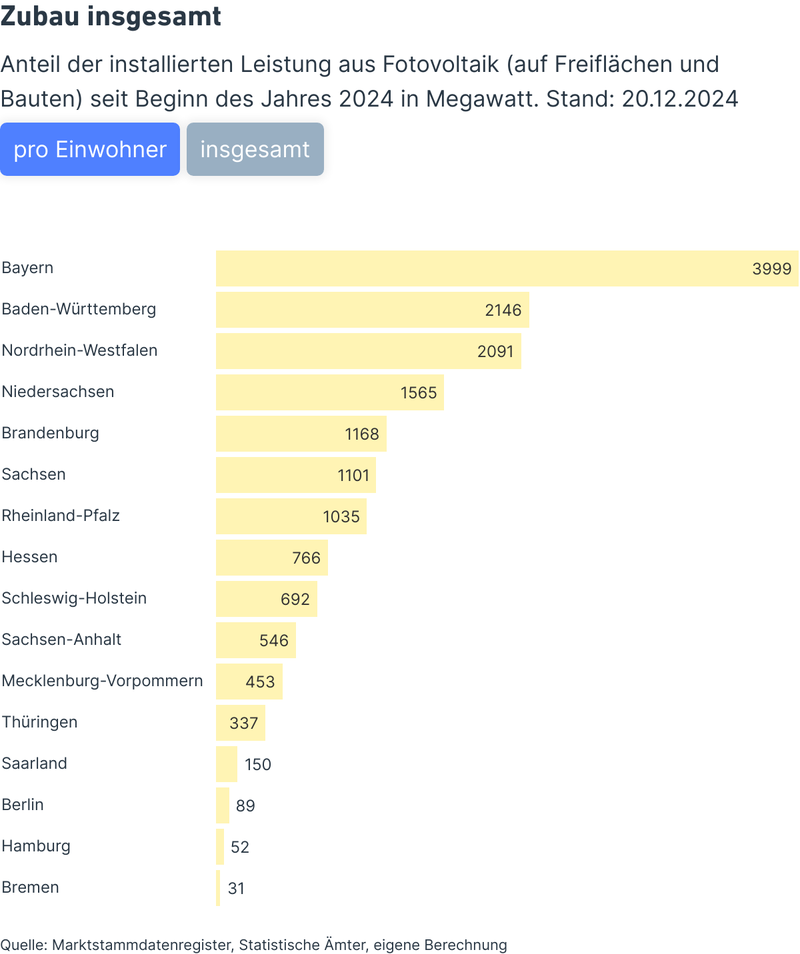 Zubau insgesamt
Anteil der installierten Leistung aus Fotovoltaik (auf Freiflächen und
Bauten) seit Beginn des Jahres 2024 in Megawatt. Stand: 20.12.2024
pro Einwohner insgesamt
Bayern 3999
Baden-Württemberg 2146
Nordrhein-Westfalen 2091
Niedersachsen 1565
Brandenburg 1168
Sachsen 1101
Rheinland-Pfalz 1035
Hessen 766
Schleswig-Holstein 692
Sachsen-Anhalt 546
Mecklenburg-Vorpommern 453
Thüringen 337
Saarland 150
Berlin 89
Hamburg 52
Bremen 31
Quelle: Marktstammdatenregister, Statistische Ämter, eigene Berechnung